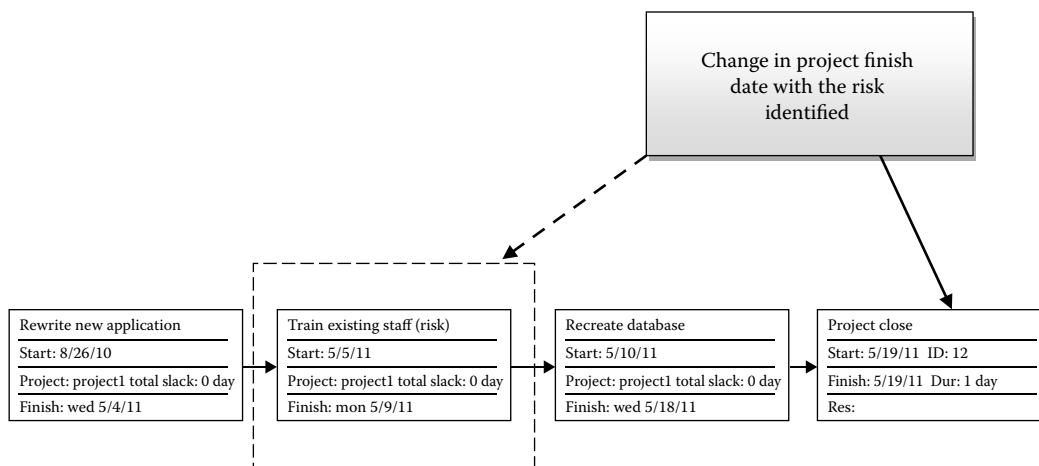 Change in project finish
date with the risk
identified
Rewrite new application
Start: 8/26/10
Project: project1 total slack: 0 day
Finish: wed 5/4/11
Train existing staff (risk)
Start: 5/5/11
Project: project1 total slack: 0 day
Finish: mon 5/9/11
Recreate database
Start: 5/10/11
Project: project1 total slack: 0 day
Finish: wed 5/18/11
Project close
Start: 5/19/11 ID: 12
Finish: 5/19/11 Dur: 1 day
Res: